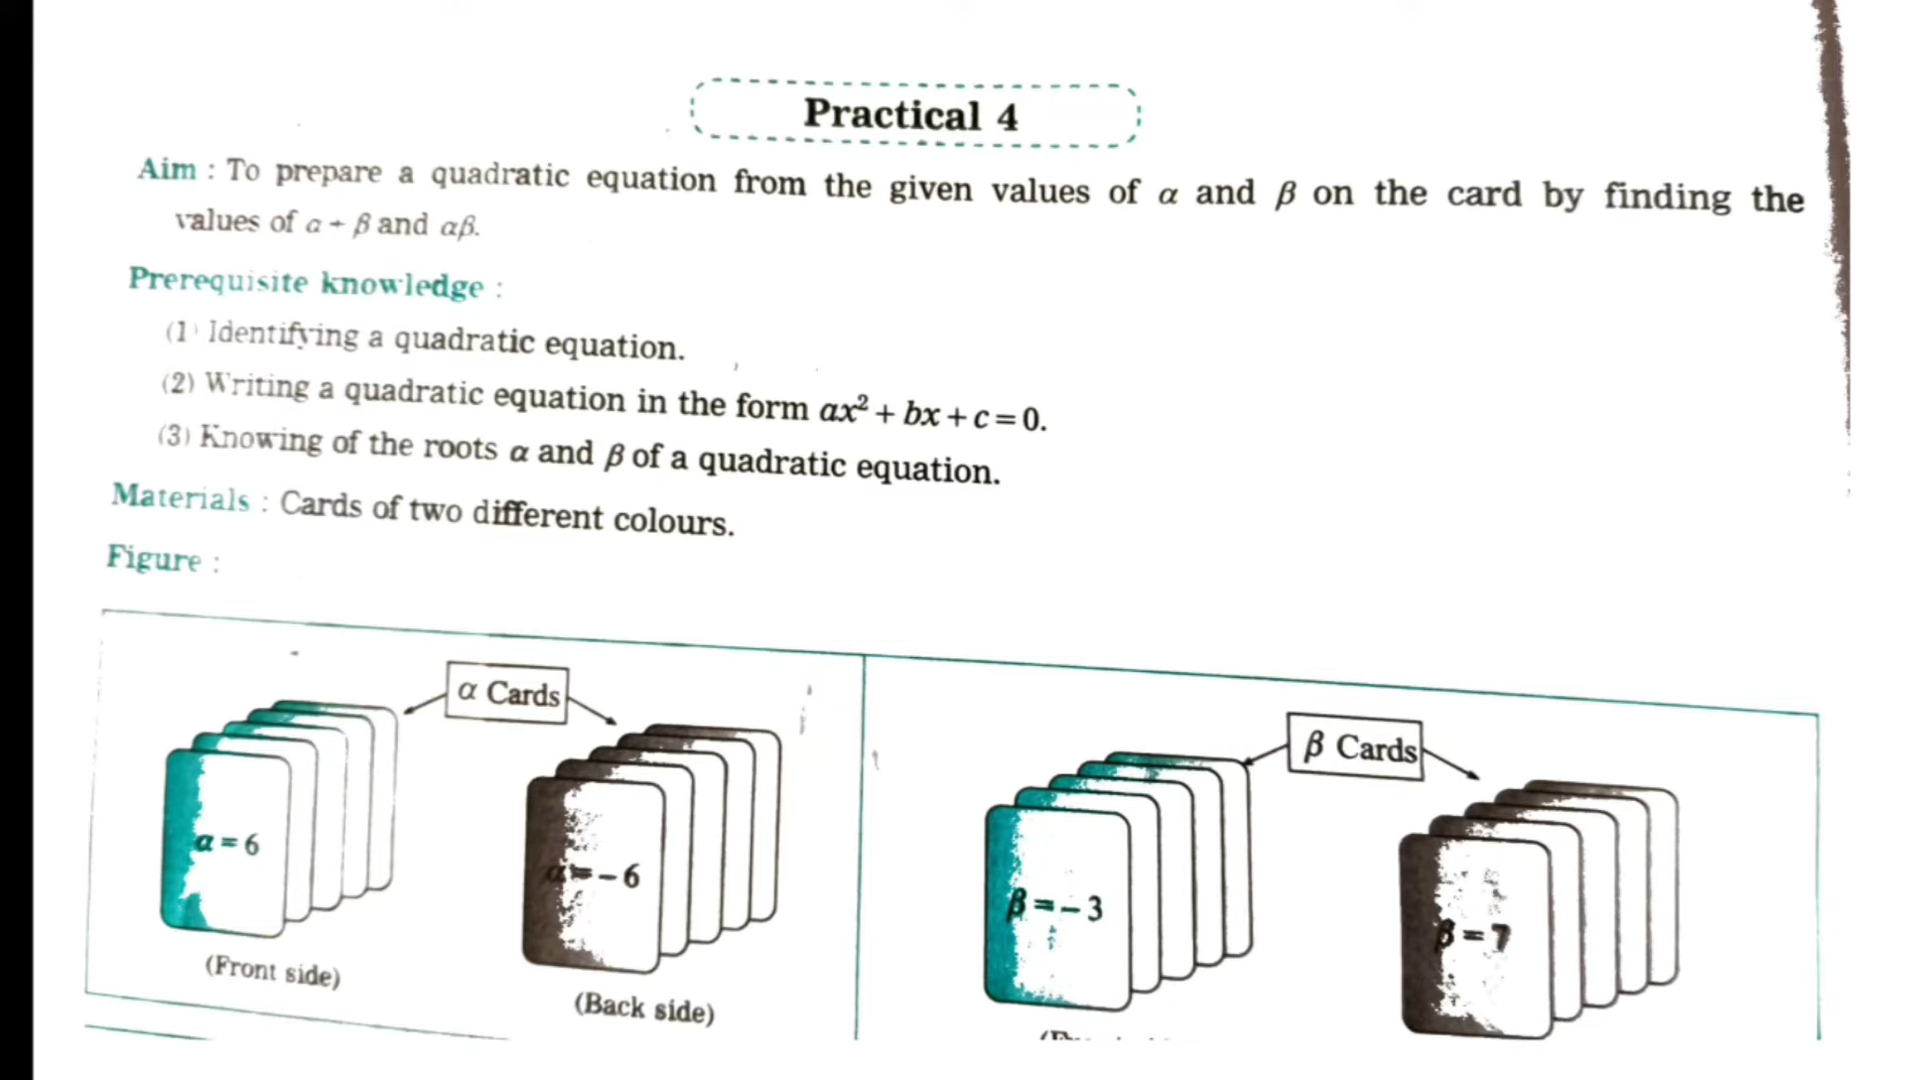 Practical 4
Aim : To prepare a quadratic equation from the given values of α and β on the card by finding the
values of α + β and αβ.
Prerequisite knowledge :
(1) Identifying a quadratic equation.
(2) Writing a quadratic equation in the form ax² + bx + c = 0.
(3) Knowing of the roots α and β of a quadratic equation.
Materials : Cards of two different colours.
Figure :
α Cards
β Cards
α = 6
α = – 6
β = – 3
β = 7
(Front side)
(Back side)